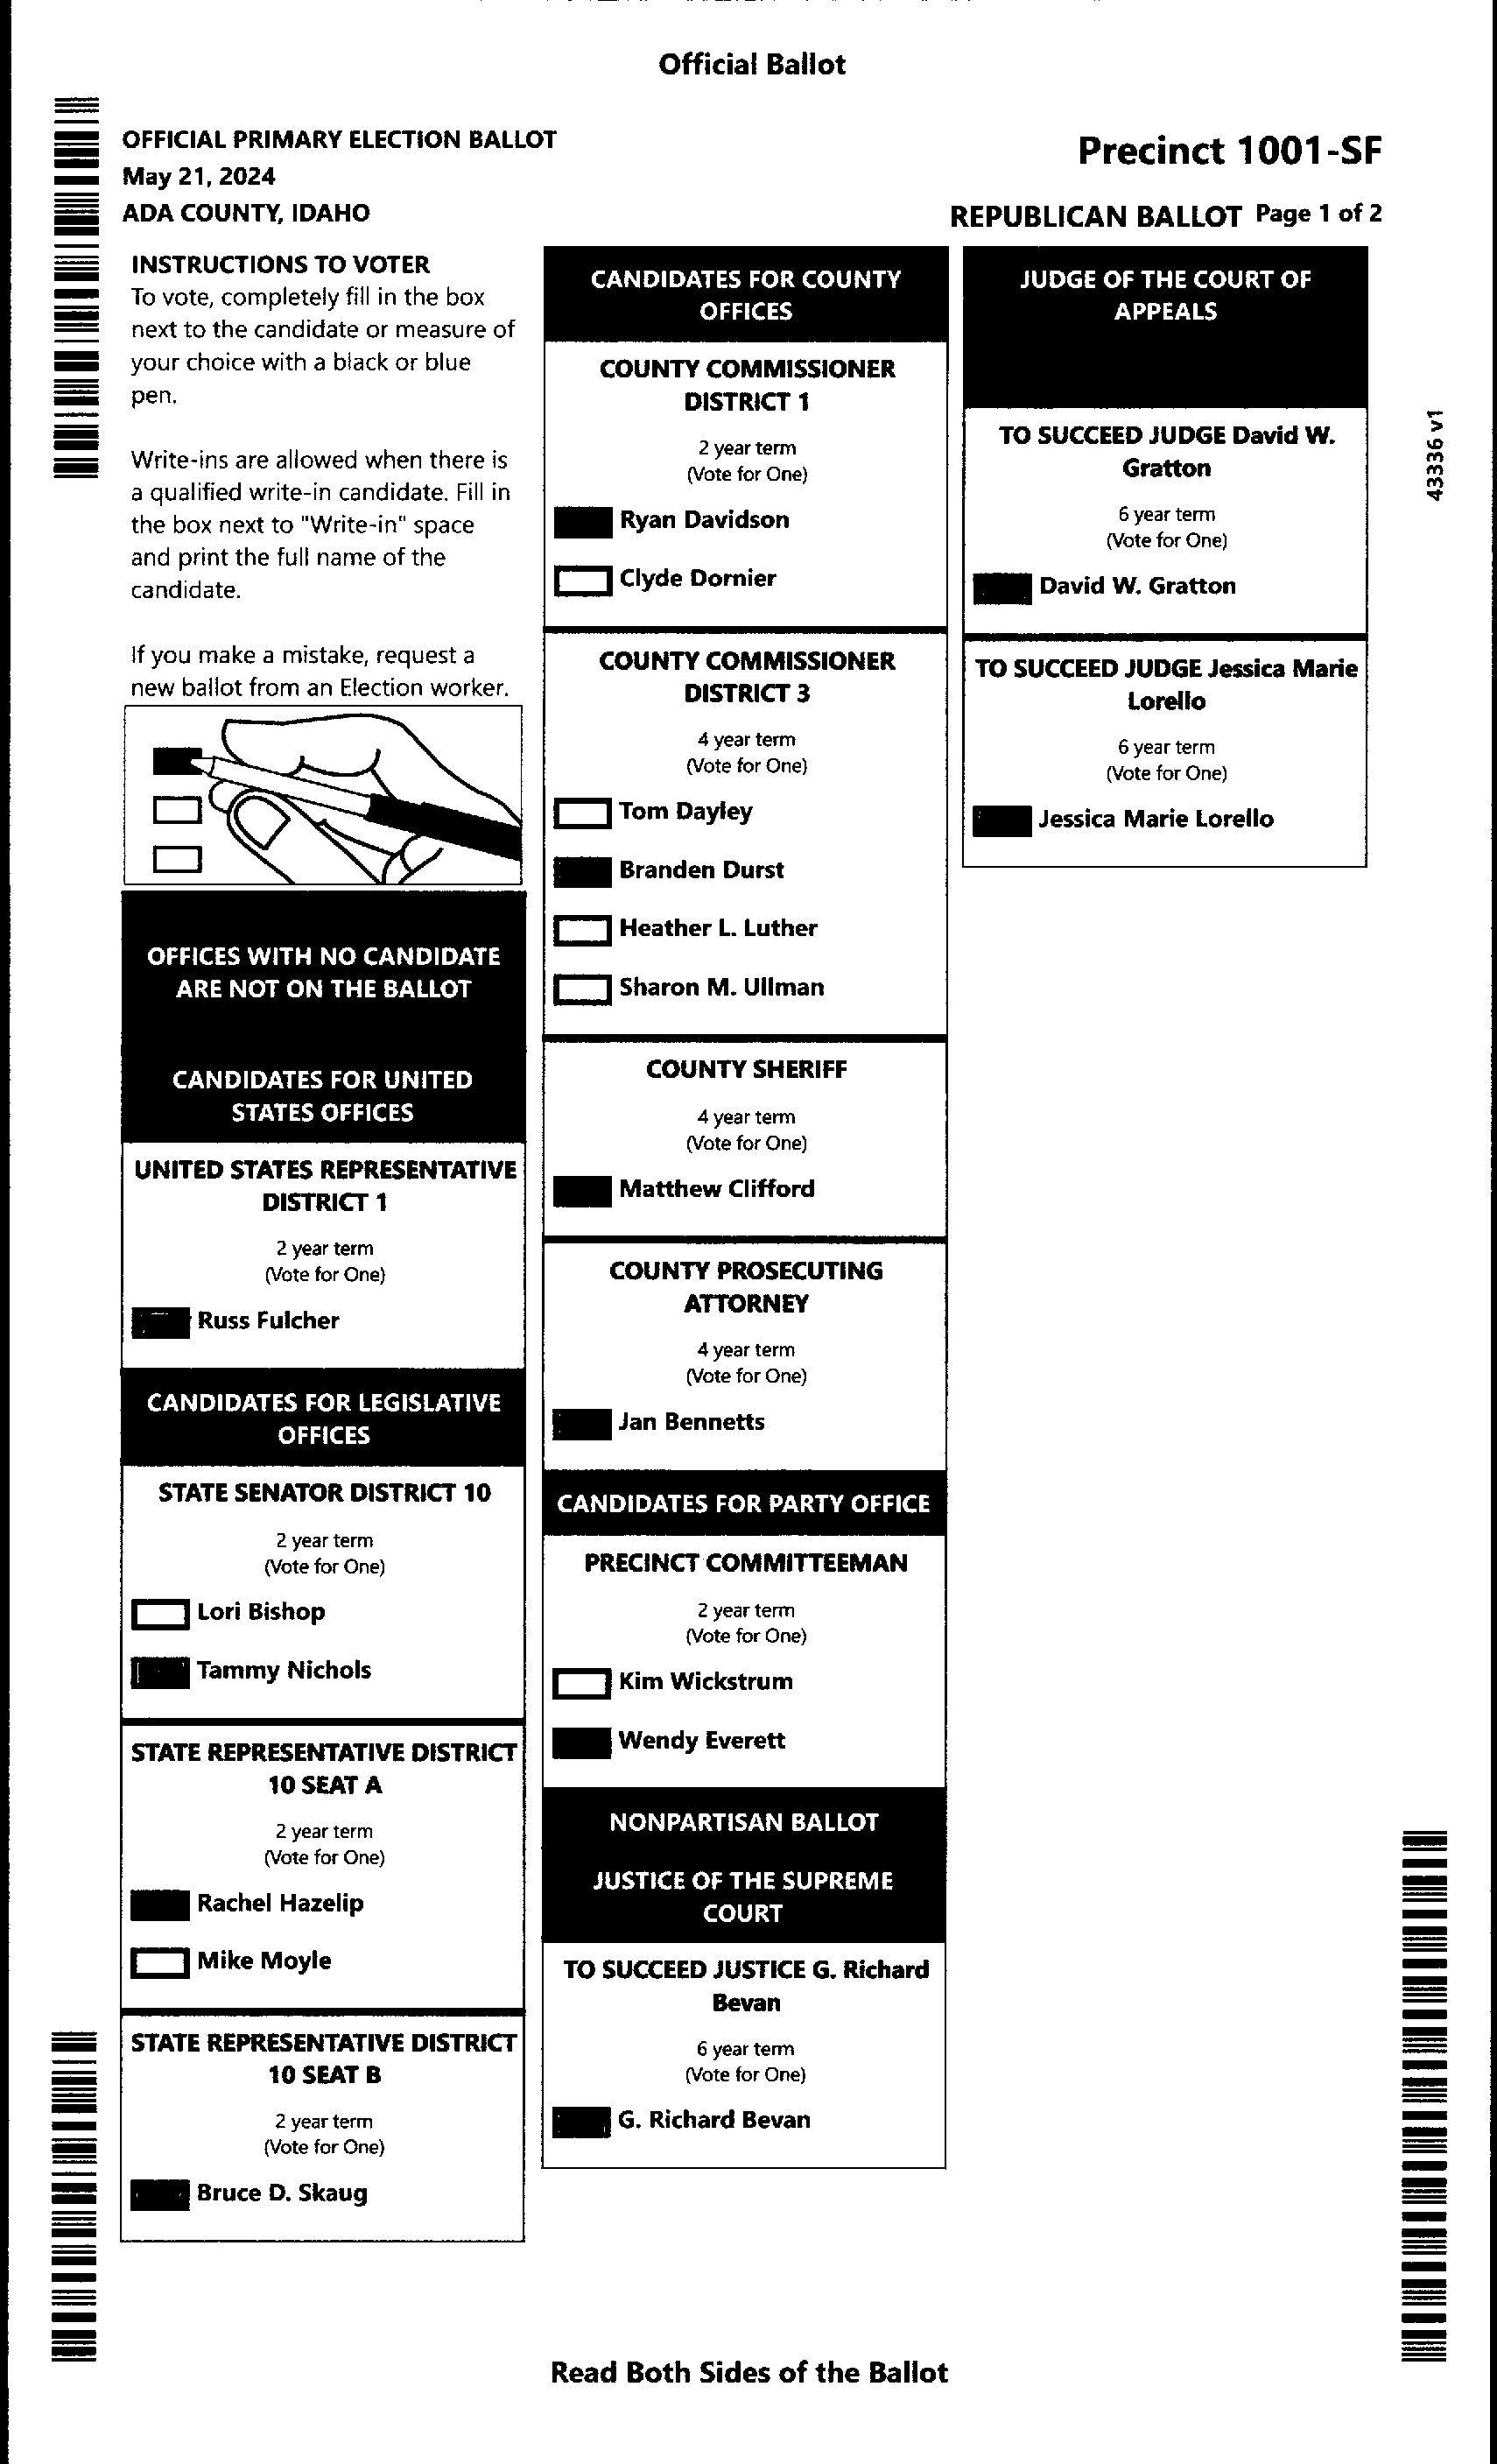 Official Ballot
OFFICIAL PRIMARY ELECTION BALLOT
May 21, 2024
ADA COUNTY, IDAHO
Precinct 1001-SF
REPUBLICAN BALLOT Page 1 of 2
INSTRUCTIONS TO VOTER
To vote, completely fill in the box
next to the candidate or measure of
your choice with a black or blue
pen.
Write-ins are allowed when there is
a qualified write-in candidate. Fill in
the box next to "Write-in" space
and print the full name of the
candidate.
If you make a mistake, request a
new ballot from an Election worker.
OFFICES WITH NO CANDIDATE
ARE NOT ON THE BALLOT
CANDIDATES FOR UNITED
STATES OFFICES
UNITED STATES REPRESENTATIVE
DISTRICT 1
2 year term
(Vote for One)
Russ Fulcher
CANDIDATES FOR LEGISLATIVE
OFFICES
STATE SENATOR DISTRICT 10
2 year term
(Vote for One)
Lori Bishop
Tammy Nichols
STATE REPRESENTATIVE DISTRICT
10 SEAT A
2 year term
(Vote for One)
Rachel Hazelip
Mike Moyle
STATE REPRESENTATIVE DISTRICT
10 SEAT B
2 year term
(Vote for One)
Bruce D. Skaug
CANDIDATES FOR COUNTY
OFFICES
COUNTY COMMISSIONER
DISTRICT 1
2 year term
(Vote for One)
Ryan Davidson
Clyde Dornier
COUNTY COMMISSIONER
DISTRICT 3
4 year term
(Vote for One)
Tom Dayley
Branden Durst
Heather L. Luther
Sharon M. Ullman
COUNTY SHERIFF
4 year term
(Vote for One)
Matthew Clifford
COUNTY PROSECUTING
ATTORNEY
4 year term
(Vote for One)
Jan Bennetts
CANDIDATES FOR PARTY OFFICE
PRECINCT COMMITTEEMAN
2 year term
(Vote for One)
Kim Wickstrum
Wendy Everett
NONPARTISAN BALLOT
JUSTICE OF THE SUPREME
COURT
TO SUCCEED JUSTICE G. Richard
Bevan
6 year term
(Vote for One)
G. Richard Bevan
JUDGE OF THE COURT OF
APPEALS
TO SUCCEED JUDGE David W.
Gratton
6 year term
(Vote for One)
David W. Gratton
TO SUCCEED JUDGE Jessica Marie
Lorello
6 year term
(Vote for One)
Jessica Marie Lorello
43336 v1
Read Both Sides of the Ballot